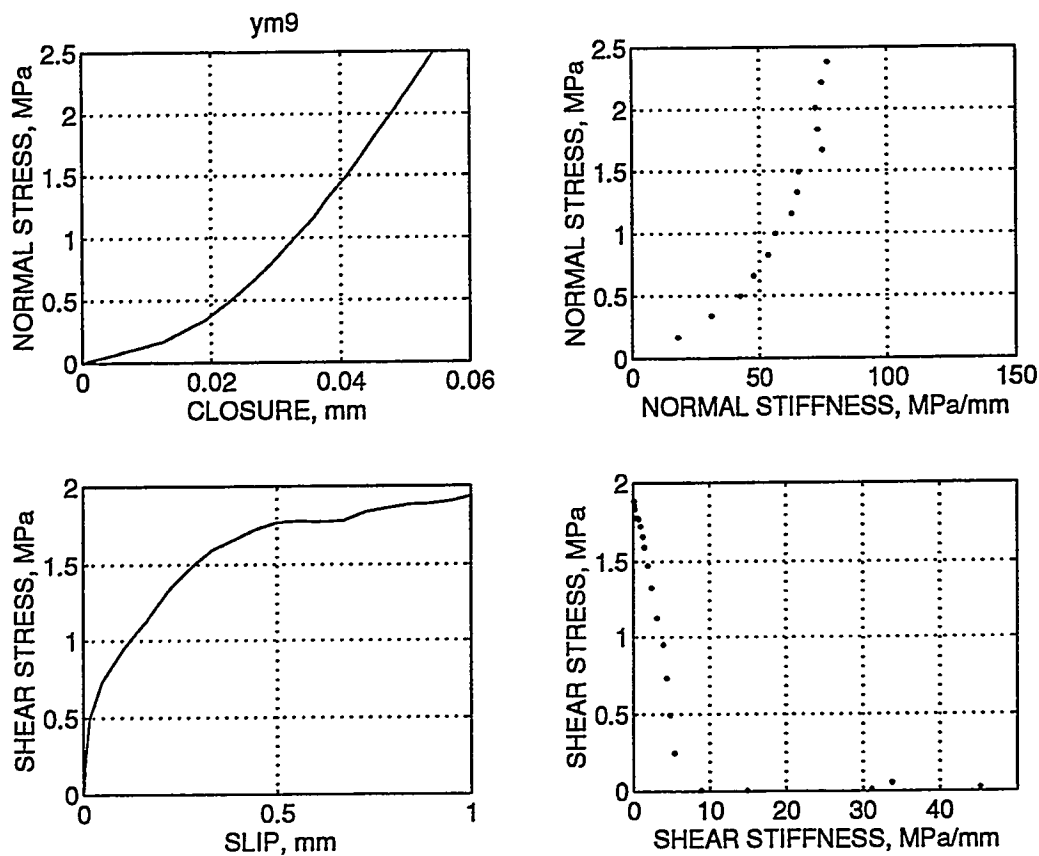 ym9
NORMAL STRESS, MPa
2.5
2
1.5
1
0.5
0
0 0.02 0.04 0.06
CLOSURE, mm
NORMAL STRESS, MPa
2.5
2
1.5
1
0.5
0
0 50 100 150
NORMAL STIFFNESS, MPa/mm
SHEAR STRESS, MPa
2
1.5
1
0.5
0
0 0.5 1
SLIP, mm
SHEAR STRESS, MPa
2
1.5
1
0.5
0
0 10 20 30 40
SHEAR STIFFNESS, MPa/mm